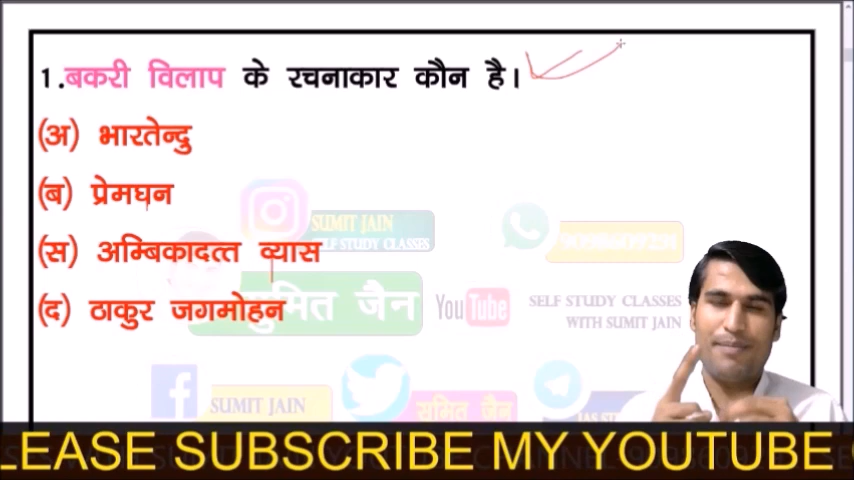 1.बकरी विलाप के रचनाकार कौन है।
(अ) भारतेन्दु
(ब) प्रेमघन
(स) अम्बिकादत्त व्यास
(द) ठाकुर जगमोहन
SUMIT JAIN
SELF STUDY CLASSES
सुमित जैन
YouTube
SELF STUDY CLASSES
WITH SUMIT JAIN
SUMIT JAIN
सुमित जैन
LEASE SUBSCRIBE MY YOUTUBE